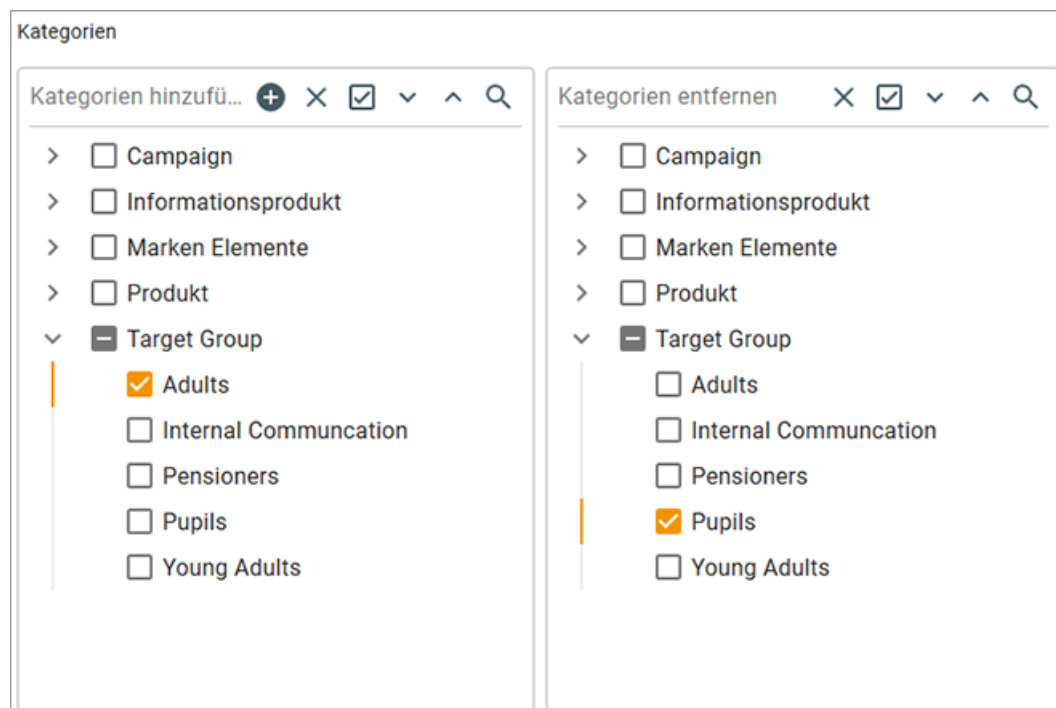 Kategorien
Kategorien hinzufü...
Campaign
Informationsprodukt
Marken Elemente
Produkt
Target Group
Adults
Internal Communcation
Pensioners
Pupils
Young Adults
Kategorien entfernen
Campaign
Informationsprodukt
Marken Elemente
Produkt
Target Group
Adults
Internal Communcation
Pensioners
Pupils
Young Adults